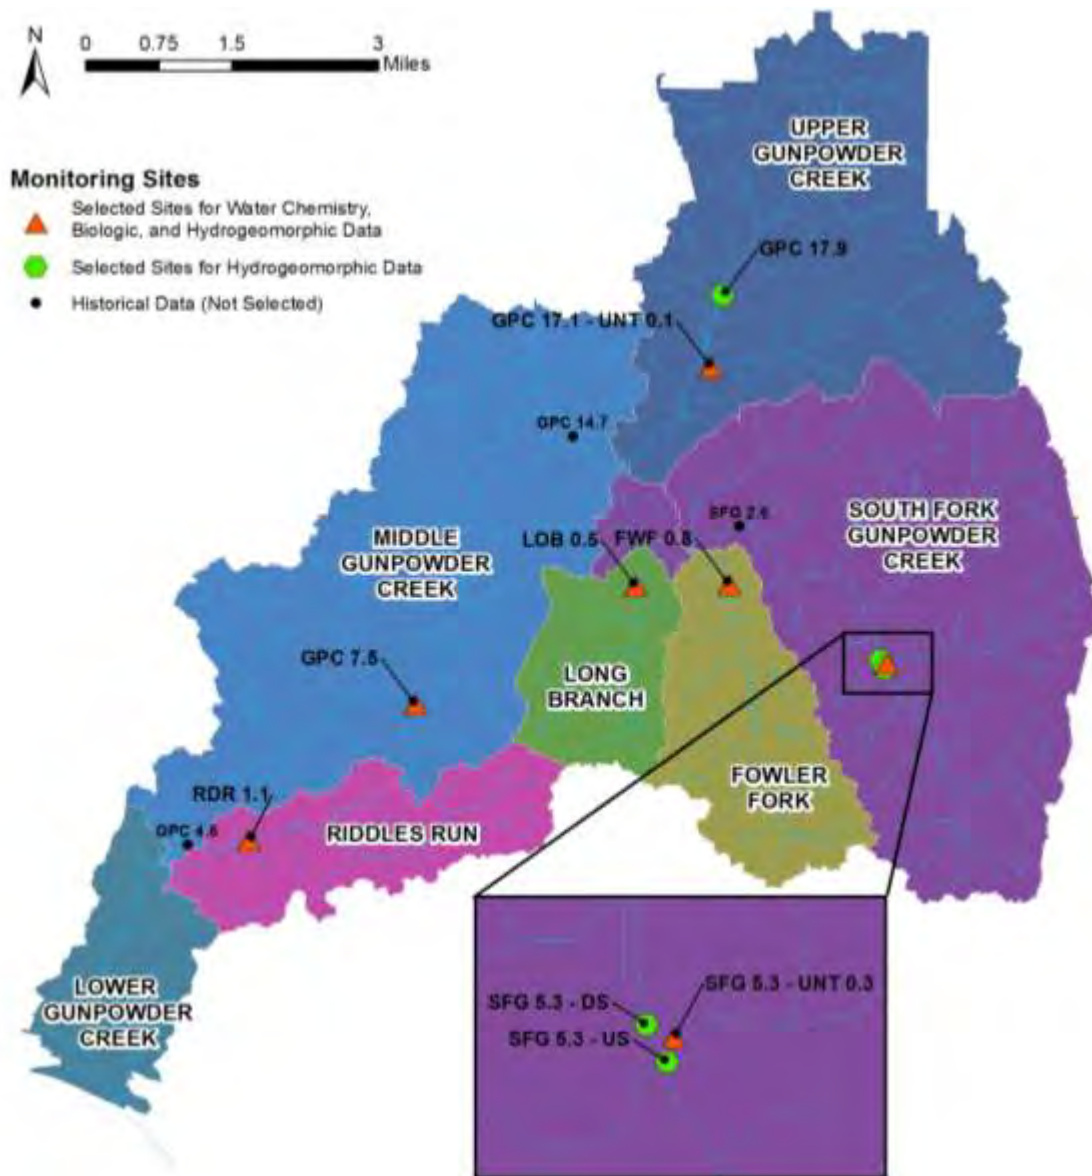 N
0 0.75 1.5 3
Miles
Monitoring Sites
Selected Sites for Water Chemistry,
Biologic, and Hydrogeomorphic Data
Selected Sites for Hydrogeomorphic Data
Historical Data (Not Selected)
UPPER
GUNPOWDER
CREEK
GPC 17.9
GPC 17.1 - UNT 0.1
GPC 14.7
SFG 2.6
SOUTH FORK
GUNPOWDER
CREEK
MIDDLE
GUNPOWDER
CREEK
LOB 0.5
FWF 0.8
GPC 7.5
LONG
BRANCH
FOWLER
FORK
RDR 1.1
GPC 4.6
RIDDLES RUN
LOWER
GUNPOWDER
CREEK
SFG 5.3 - UNT 0.3
SFG 5.3 - DS
SFG 5.3 - US